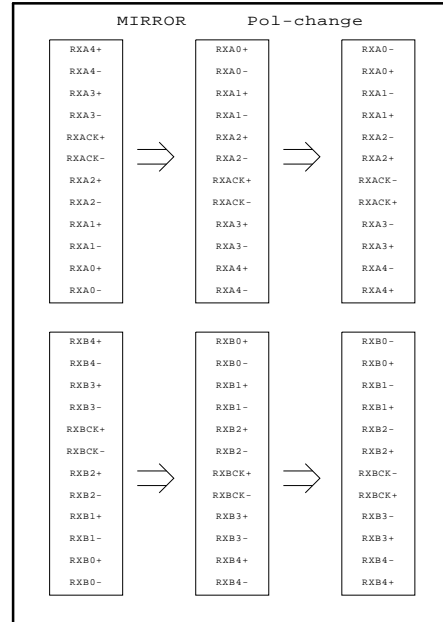 MIRROR Pol-change
RXA4+ RXA0+ RXA0-
RXA4- RXA0- RXA0+
RXA3+ RXA1+ RXA1-
RXA3- RXA1- RXA1+
RXACK+ RXA2+ RXA2-
RXACK- RXA2- RXA2+
RXA2+ RXACK+ RXACK-
RXA2- RXACK- RXACK+
RXA1+ RXA3+ RXA3-
RXA1- RXA3- RXA3+
RXA0+ RXA4+ RXA4-
RXA0- RXA4- RXA4+
RXB4+ RXB0+ RXB0-
RXB4- RXB0- RXB0+
RXB3+ RXB1+ RXB1-
RXB3- RXB1- RXB1+
RXBCK+ RXB2+ RXB2-
RXBCK- RXB2- RXB2+
RXB2+ RXBCK+ RXBCK-
RXB2- RXBCK- RXBCK+
RXB1+ RXB3+ RXB3-
RXB1- RXB3- RXB3+
RXB0+ RXB4+ RXB4-
RXB0- RXB4- RXB4+